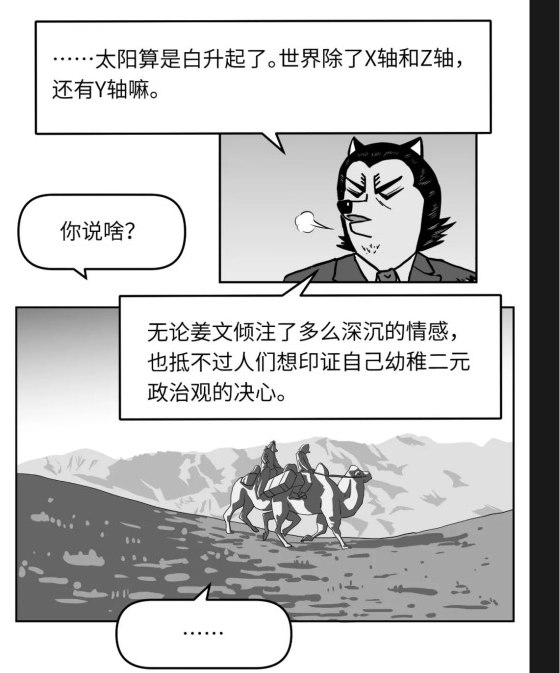 ……太阳算是白升起了。世界除了X轴和Z轴，
还有Y轴嘛。
你说啥？
无论姜文倾注了多么深沉的情感，
也抵不过人们想印证自己幼稚二元
政治观的决心。
……